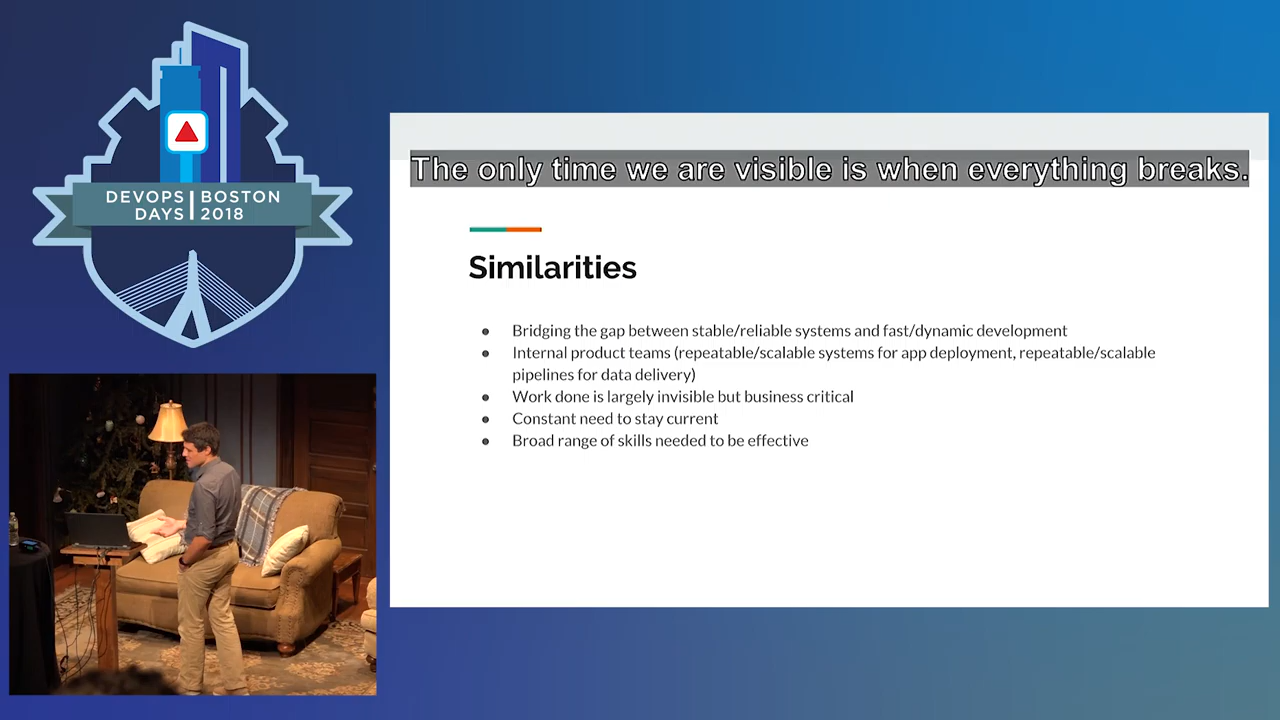 DEVOPS BOSTON
DAYS 2018
The only time we are visible is when everything breaks.
Similarities
● Bridging the gap between stable/reliable systems and fast/dynamic development
● Internal product teams (repeatable/scalable systems for app deployment, repeatable/scalable
pipelines for data delivery)
● Work done is largely invisible but business critical
● Constant need to stay current
● Broad range of skills needed to be effective